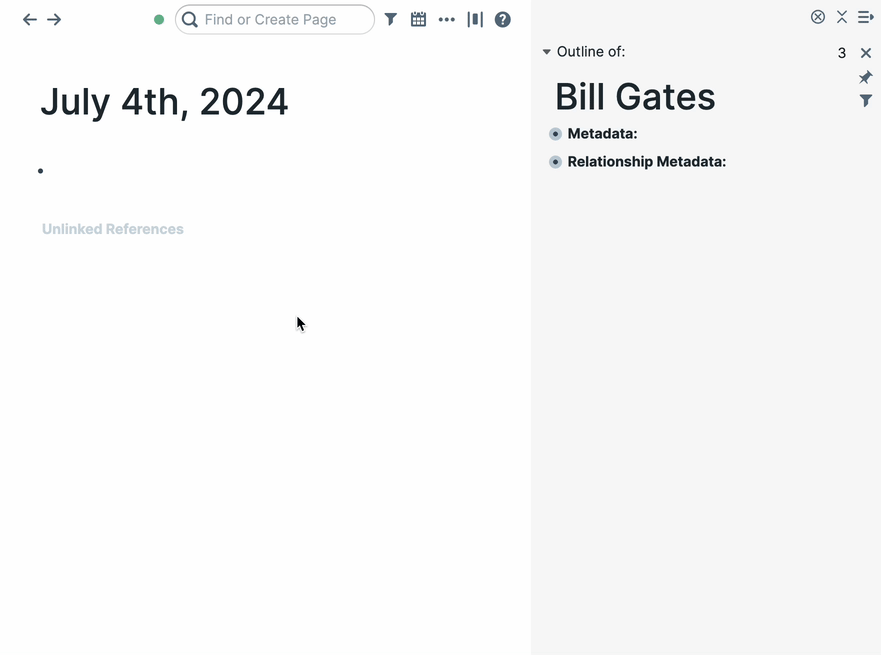 Find or Create Page
July 4th, 2024
Unlinked References
Outline of:
3
Bill Gates
Metadata:
Relationship Metadata: